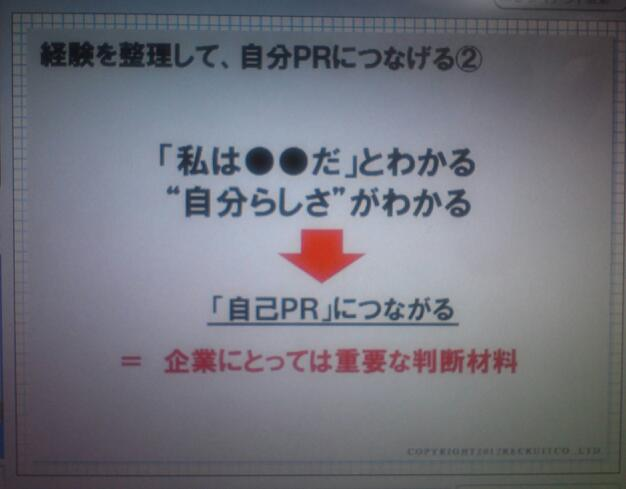 経験を整理して、自分PRにつなげる②
「私は●●だ」とわかる
“自分らしさ”がわかる
「自己PR」につながる
＝ 企業にとっては重要な判断材料
COPYRIGHT2012RECRUITCO.,LTD.